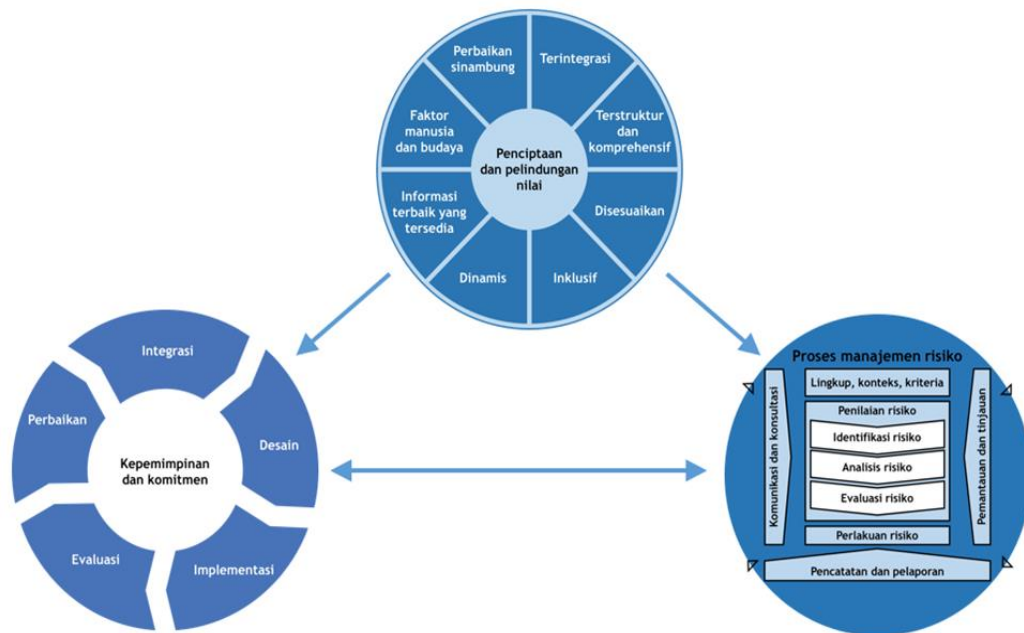 Perbaikan
sinambung
Terintegrasi
Faktor
manusia
dan budaya
Terstruktur
dan
komprehensif
Penciptaan
dan pelindungan
nilai
Informasi
terbaik yang
tersedia
Disesuaikan
Dinamis
Inklusif
Integrasi
Perbaikan
Desain
Kepemimpinan
dan komitmen
Evaluasi
Implementasi
Proses manajemen risiko
Komunikasi dan konsultasi
Lingkup, konteks, kriteria
Penilaian risiko
Identifikasi risiko
Analisis risiko
Evaluasi risiko
Perlakuan risiko
Pemantauan dan tinjauan
Pencatatan dan pelaporan